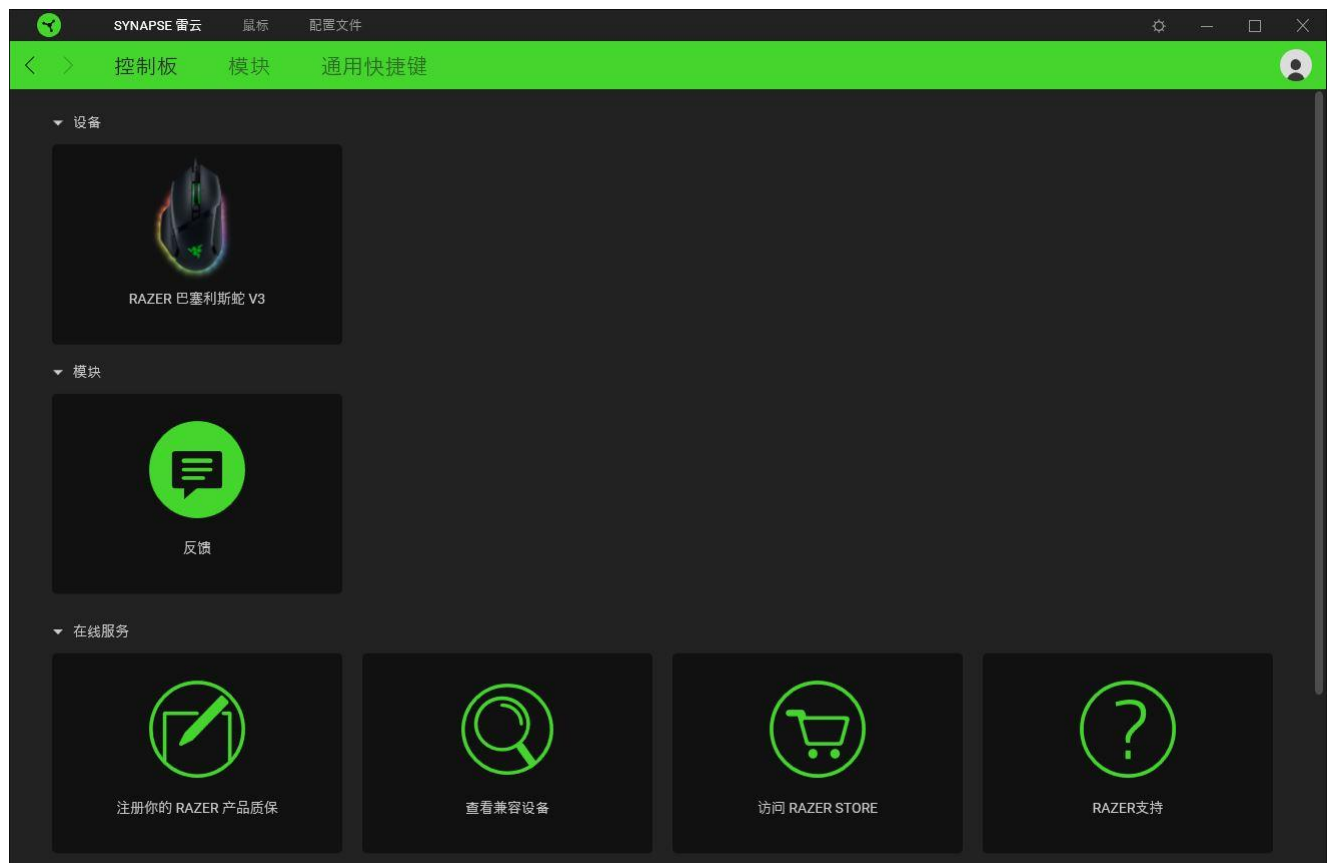 SYNAPSE 雷云 鼠标 配置文件
控制板 模块 通用快捷键
设备
RAZER 巴塞利斯蛇 V3
模块
反馈
在线服务
注册你的 RAZER 产品质保
查看兼容设备
访问 RAZER STORE
RAZER支持